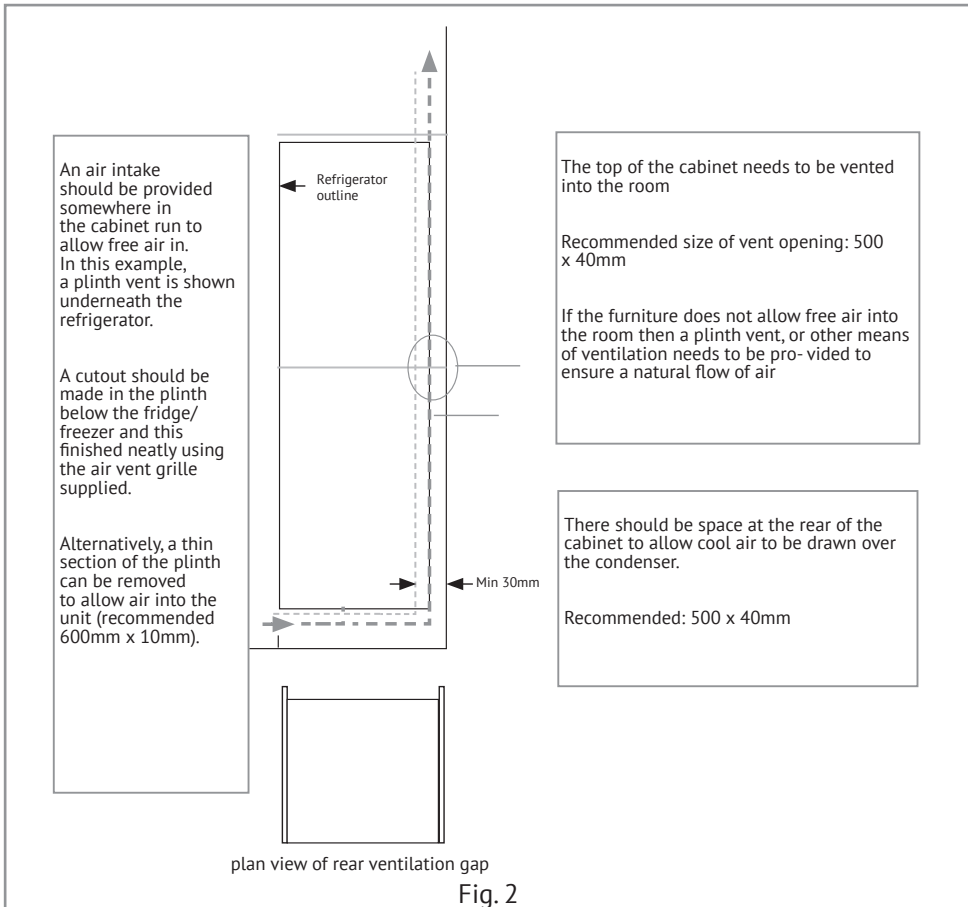 An air intake
should be provided
somewhere in
the cabinet run to
allow free air in.
In this example,
a plinth vent is shown
underneath the
refrigerator.
A cutout should be
made in the plinth
below the fridge/
freezer and this
finished neatly using
the air vent grille
supplied.
Alternatively, a thin
section of the plinth
can be removed
to allow air into the
unit (recommended
600mm x 10mm).
Refrigerator
outline
Min 30mm
The top of the cabinet needs to be vented
into the room
Recommended size of vent opening: 500
x 40mm
If the furniture does not allow free air into
the room then a plinth vent, or other means
of ventilation needs to be pro- vided to
ensure a natural flow of air
There should be space at the rear of the
cabinet to allow cool air to be drawn over
the condenser.
Recommended: 500 x 40mm
plan view of rear ventilation gap
Fig. 2